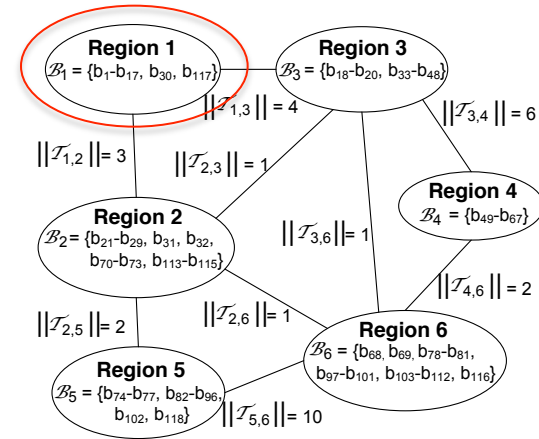 Region 1
ℬ₁ = {b₁-b₁₇, b₃₀, b₁₁₇}
Region 3
ℬ₃ = {b₁₈-b₂₀, b₃₃-b₄₈}
||𝒯₁,₃|| = 4
||𝒯₃,₄|| = 6
||𝒯₁,₂|| = 3
||𝒯₂,₃|| = 1
Region 4
ℬ₄ = {b₄₉-b₆₇}
Region 2
ℬ₂ = {b₂₁-b₂₉, b₃₁, b₃₂,
b₇₀-b₇₃, b₁₁₃-b₁₁₅}
||𝒯₃,₆|| = 1
||𝒯₄,₆|| = 2
||𝒯₂,₅|| = 2
||𝒯₂,₆|| = 1
Region 6
ℬ₆ = {b₆₈, b₆₉, b₇₈-b₈₁,
b₉₇-b₁₀₁, b₁₀₃-b₁₁₂, b₁₁₆}
Region 5
ℬ₅ = {b₇₄-b₇₇, b₈₂-b₉₆,
b₁₀₂, b₁₁₈}
||𝒯₅,₆|| = 10